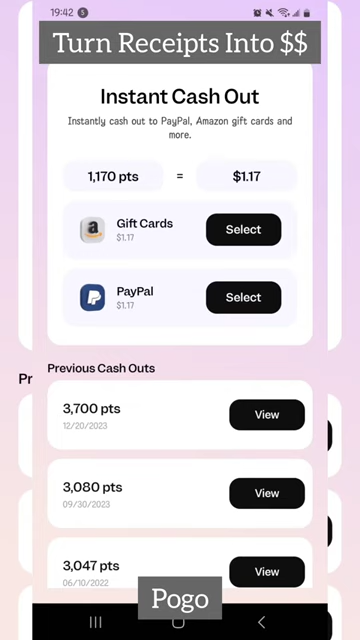 19:42 S
Turn Receipts Into $$
Instant Cash Out
Instantly cash out to PayPal, Amazon gift cards and
more.
1,170 pts = $1.17
Gift Cards
$1.17
Select
PayPal
$1.17
Select
Pr
Previous Cash Outs
3,700 pts
12/20/2023
View
3,080 pts
09/30/2023
View
3,047 pts
06/10/2022
View
Pogo